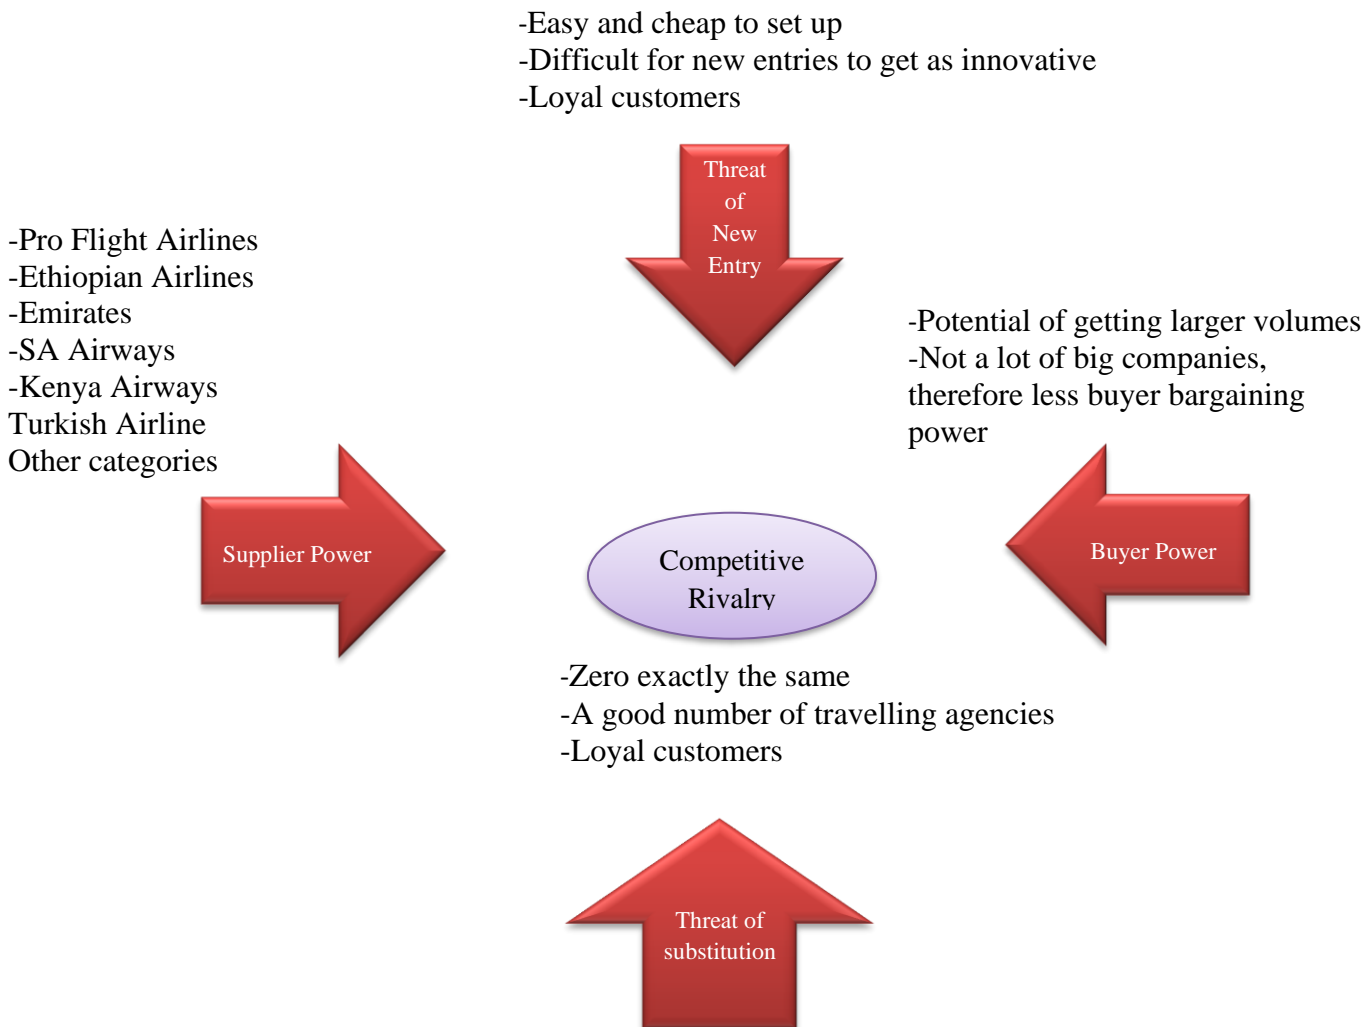 -Easy and cheap to set up
-Difficult for new entries to get as innovative
-Loyal customers
Threat
of
New
Entry
-Pro Flight Airlines
-Ethiopian Airlines
-Emirates
-SA Airways
-Kenya Airways
Turkish Airline
Other categories
-Potential of getting larger volumes
-Not a lot of big companies,
therefore less buyer bargaining
power
Supplier Power
Competitive
Rivalry
Buyer Power
-Zero exactly the same
-A good number of travelling agencies
-Loyal customers
Threat of
substitution